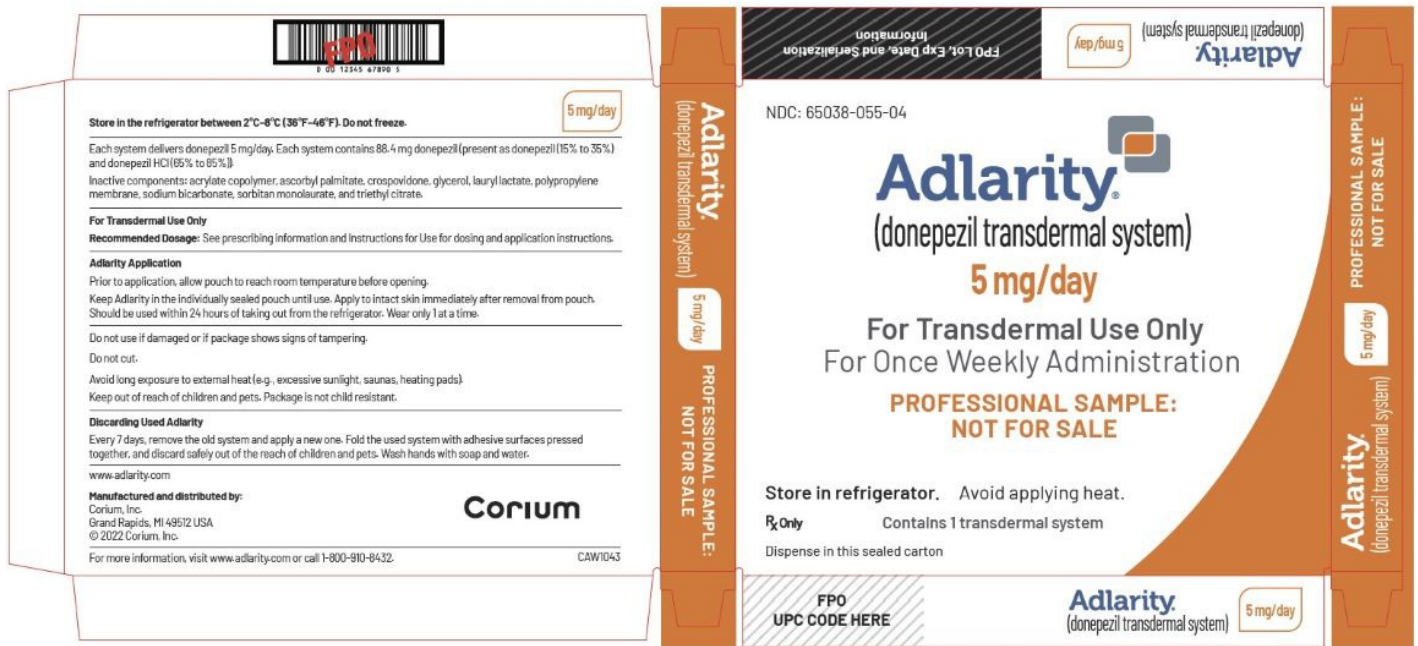 FPO
0 00 12345 67890 5
5 mg/day
Store in the refrigerator between 2°C-8°C (36°F-46°F). Do not freeze.
Each system delivers donepezil 5 mg/day. Each system contains 88.4 mg donepezil (present as donepezil (15% to 35%)
and donepezil HCl (65% to 85%)).
Inactive components: acrylate copolymer, ascorbyl palmitate, crospovidone, glycerol, lauryl lactate, polypropylene
membrane, sodium bicarbonate, sorbitan monolaurate, and triethyl citrate.
For Transdermal Use Only
Recommended Dosage: See prescribing information and Instructions for Use for dosing and application instructions.
Adlarity Application
Prior to application, allow pouch to reach room temperature before opening.
Keep Adlarity in the individually sealed pouch until use. Apply to intact skin immediately after removal from pouch.
Should be used within 24 hours of taking out from the refrigerator. Wear only 1 at a time.
Do not use if damaged or if package shows signs of tampering.
Do not cut.
Avoid long exposure to external heat (e.g., excessive sunlight, saunas, heating pads).
Keep out of reach of children and pets. Package is not child resistant.
Discarding Used Adlarity
Every 7 days, remove the old system and apply a new one. Fold the used system with adhesive surfaces pressed
together, and discard safely out of the reach of children and pets. Wash hands with soap and water.
www.adlarity.com
Manufactured and distributed by:
Corium, Inc.
Grand Rapids, MI 49512 USA
© 2022 Corium, Inc.
Corium
For more information, visit www.adlarity.com or call 1-800-910-8432.
CAW1043
Adlarity.
(donepezil transdermal system)
5 mg/day
PROFESSIONAL SAMPLE:
NOT FOR SALE
FPO Lot, Exp Date, and Serialization
Information
Adlarity.
(donepezil transdermal system)
5 mg/day
NDC: 65038-055-04
Adlarity®
(donepezil transdermal system)
5 mg/day
For Transdermal Use Only
For Once Weekly Administration
PROFESSIONAL SAMPLE:
NOT FOR SALE
Store in refrigerator. Avoid applying heat.
Rx Only
Contains 1 transdermal system
Dispense in this sealed carton
FPO
UPC CODE HERE
Adlarity.
(donepezil transdermal system)
5 mg/day
PROFESSIONAL SAMPLE:
NOT FOR SALE
5 mg/day
Adlarity.
(donepezil transdermal system)